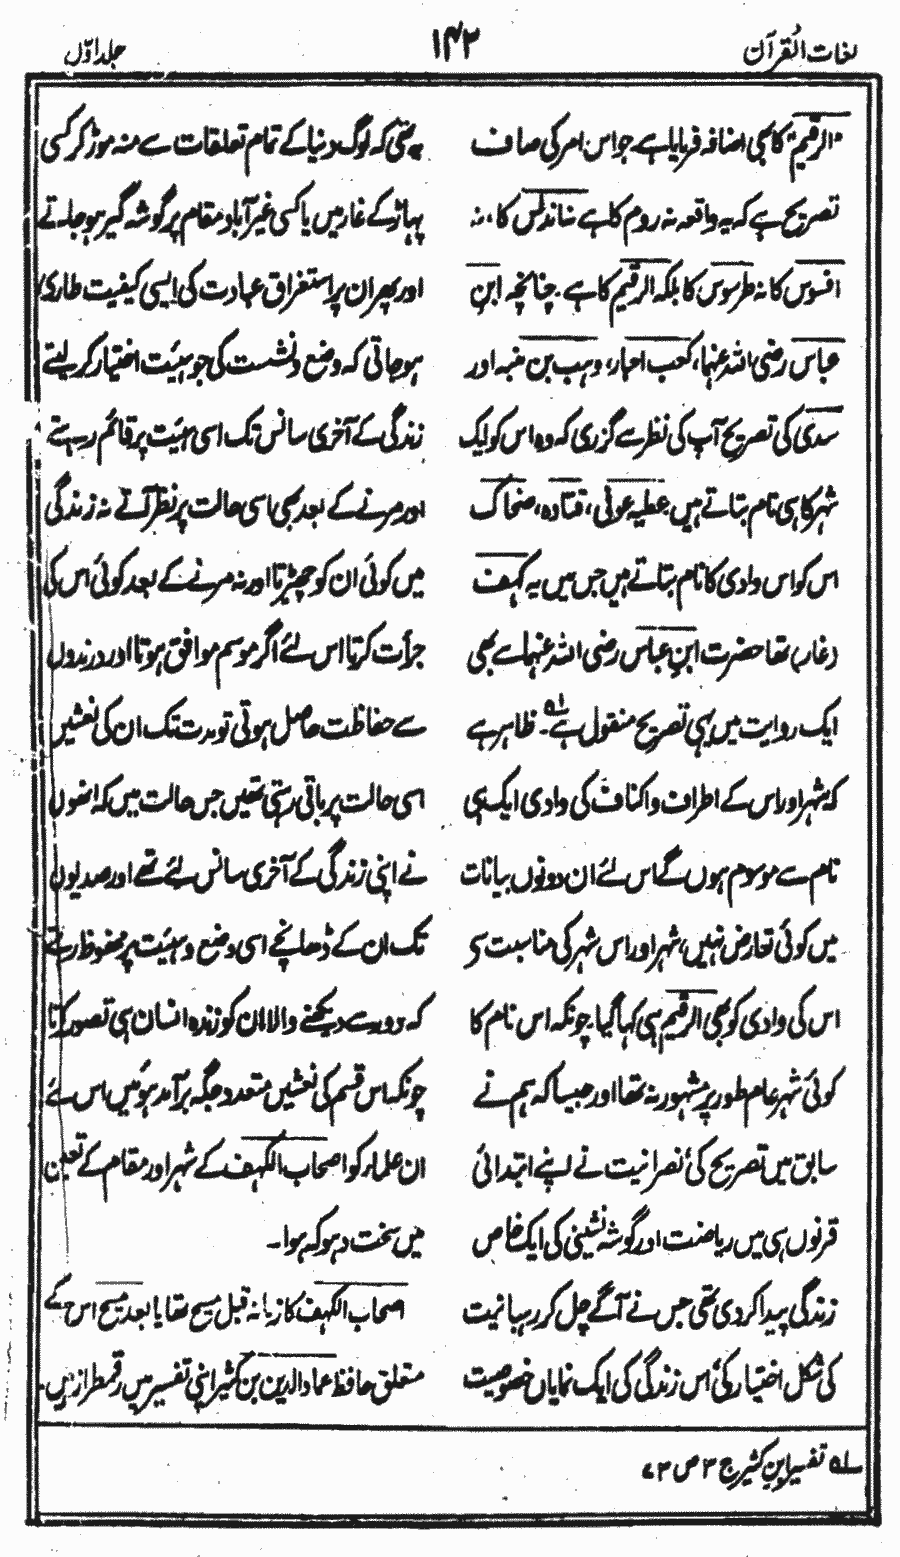 لغات القرآن
۱۴۲
جلد اوّل
"الرقیم" کا بھی اضافہ فرمایا ہے جو اس امر کی صاف
تصریح ہے کہ یہ واقعہ نہ روم کا ہے نہ اندلس کا، نہ
افسوس کا نہ طرسوس کا بلکہ الرقیم کا ہے۔ چنانچہ ابن
عباس رضی اللہ عنہما، کعب احبار، وہب بن منبہ اور
سدی کی تصریح آپ کی نظر سے گزری کہ وہ اس کو ایک
شہر کا ہی نام بتاتے ہیں، عطیہ عوفی، قتادہ، ضحاک
اس کو اس وادی کا نام بتاتے ہیں جس میں یہ کہف
(غار) تھا حضرت ابن عباس رضی اللہ عنہما سے بھی
ایک روایت میں یہی تصریح منقول ہے ؎۱۔ ظاہر ہے
کہ شہر اور اس کے اطراف و اکناف کی وادی ایک ہی
نام سے موسوم ہوں گے اس لئے ان دونوں بیانات
میں کوئی تعارض نہیں، شہر اور اس شہر کی مناسبت سے
اس کی وادی کو بھی الرقیم ہی کہا گیا۔ چونکہ اس نام کا
کوئی شہر عام طور پر مشہور نہ تھا اور جیسا کہ ہم نے
سابق میں تصریح کی نصرانیت نے اپنے ابتدائی
قرنوں ہی میں ریاضت اور گوشہ نشینی کی ایک خاص
زندگی پیدا کر دی تھی جس نے آگے چل کر رہبانیت
کی شکل اختیار کی اس زندگی کی ایک نمایاں خصوصیت
یہ تھی کہ لوگ دنیا کے تمام تعلقات سے منہ موڑ کر کسی
پہاڑ کے غار میں یا کسی غیر آباد مقام پر گوشہ گیر ہو جاتے
اور پھر ان پر استغراق عبادت کی ایسی کیفیت طاری
ہو جاتی کہ وضع و نشست کی جو ہیئت اختیار کر لیتے
زندگی کے آخری سانس تک اسی ہیئت پر قائم رہتے
اور مرنے کے بعد بھی اسی حالت پر نظر آتے نہ زندگی
میں کوئی ان کو چھیڑتا اور نہ مرنے کے بعد کوئی اس کی
جرأت کرتا اس لئے اگر موسم موافق ہوتا اور درندوں
سے حفاظت حاصل ہوتی تو مدت تک ان کی نعشیں
اسی حالت پر باقی رہتی تھیں جس حالت میں کہ انھوں
نے اپنی زندگی کے آخری سانس لئے تھے اور صدیوں
تک ان کے ڈھانچے اسی وضع و ہیئت پر محفوظ رہتے
کہ دور سے دیکھنے والا ان کو زندہ انسان ہی تصور کرتا
چونکہ اس قسم کی نعشیں متعدد جگہ برآمد ہوئیں اس لئے
ان علماء کو اصحاب الکہف کے شہر اور مقام کے تعین
میں سخت دہوکہ ہوا۔
اصحاب الکہف کا زمانہ قبل مسیح تھا یا بعد مسیح اس کے
متعلق حافظ عماد الدین بن کثیر اپنی تفسیر میں رقمطراز ہیں۔
؎۱ تفسیر ابن کثیر ج ۳ ص ۷۳